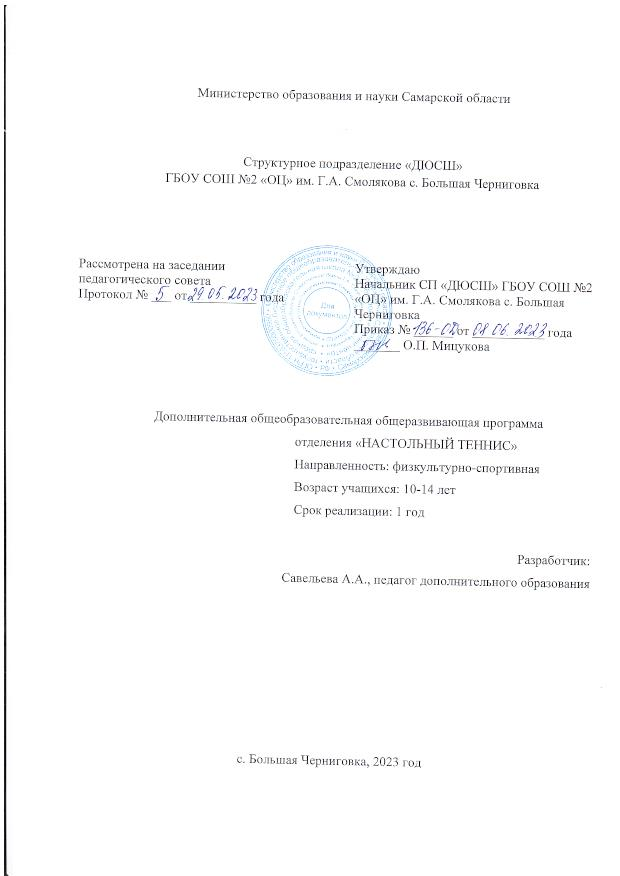 Министерство образования и науки Самарской области
Структурное подразделение «ДЮСШ»
ГБОУ СОШ №2 «ОЦ» им. Г.А. Смолякова с. Большая Черниговка
Рассмотрена на заседании
педагогического совета
Протокол № 5 от 29.05.2023 года
Утверждаю
Начальник СП «ДЮСШ» ГБОУ СОШ №2
«ОЦ» им. Г.А. Смолякова с. Большая
Черниговка
Приказ № 136-ОД от 08.06.2023 года
О.П. Мицукова
Для
документов
Дополнительная общеобразовательная общеразвивающая программа
отделения «НАСТОЛЬНЫЙ ТЕННИС»
Направленность: физкультурно-спортивная
Возраст учащихся: 10-14 лет
Срок реализации: 1 год
Разработчик:
Савельева А.А., педагог дополнительного образования
с. Большая Черниговка, 2023 год